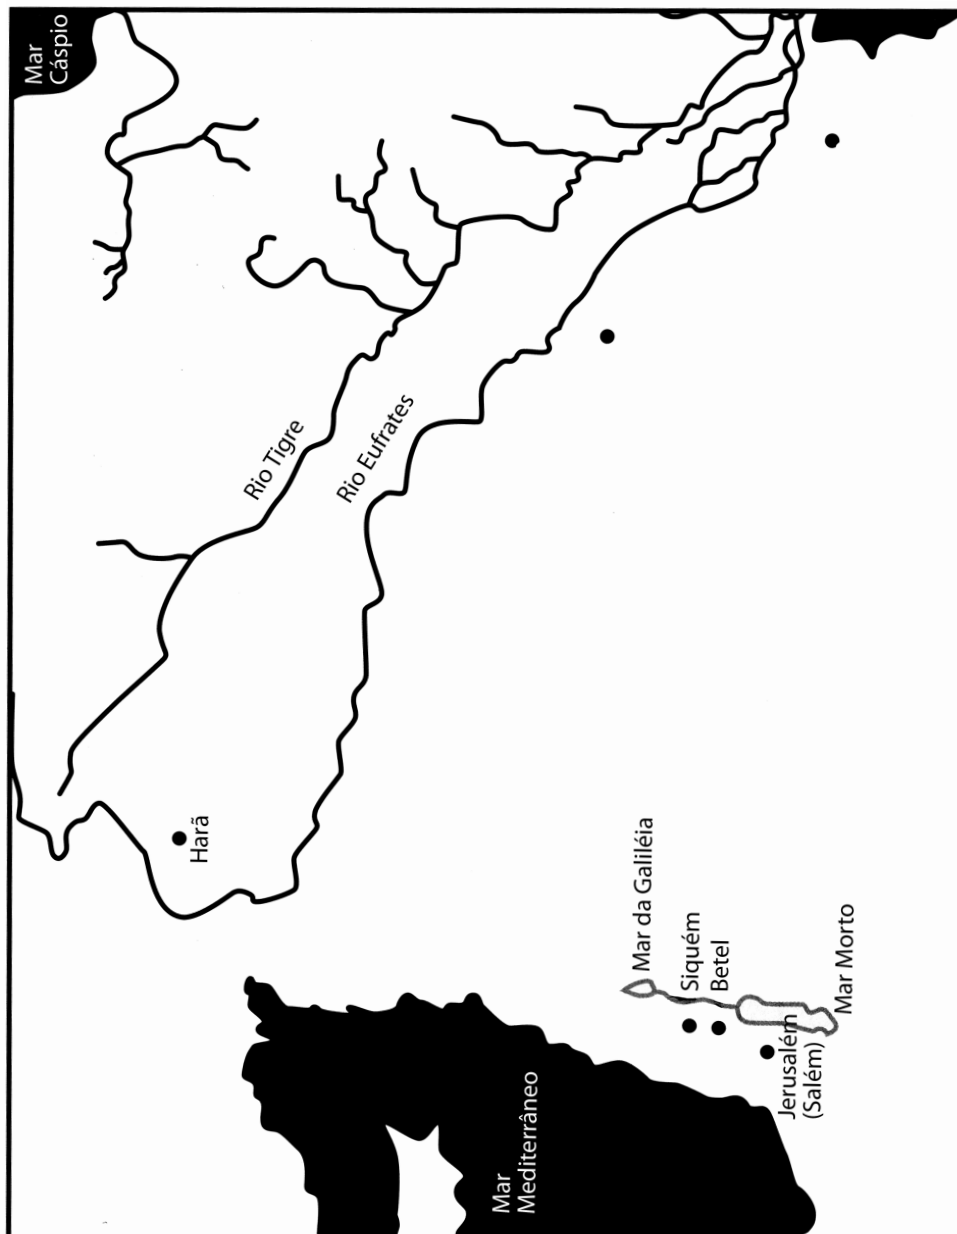 Mar
Cáspio
Rio Tigre
Rio Eufrates
Harã
Mar da Galiléia
Siquém
Betel
Mar Morto
Jerusalém
(Salém)
Mar
Mediterrâneo